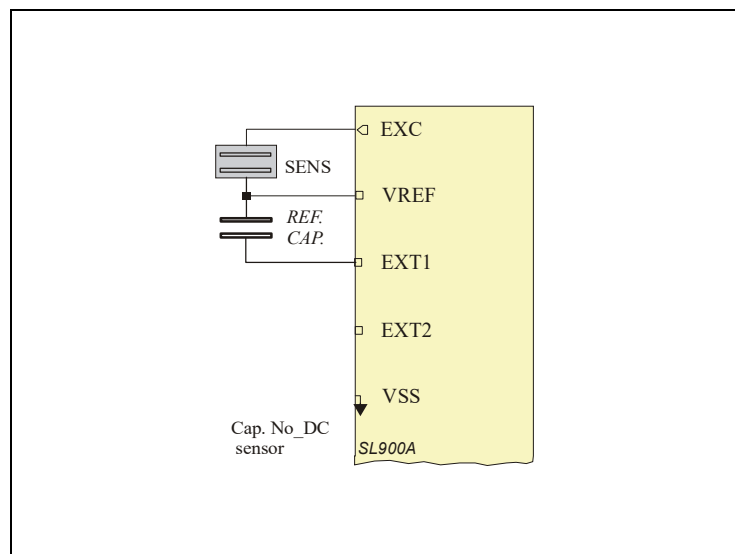 EXC
SENS
VREF
REF.
CAP.
EXT1
EXT2
VSS
Cap. No_DC
sensor
SL900A